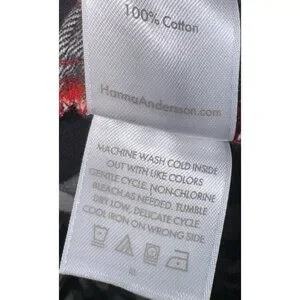 100% Cotton
HannaAndersson.com
MACHINE WASH COLD INSIDE
OUT WITH LIKE COLORS
GENTLE CYCLE, NON-CHLORINE
BLEACH AS NEEDED, TUMBLE
DRY LOW, DELICATE CYCLE
COOL IRON ON WRONG SIDE